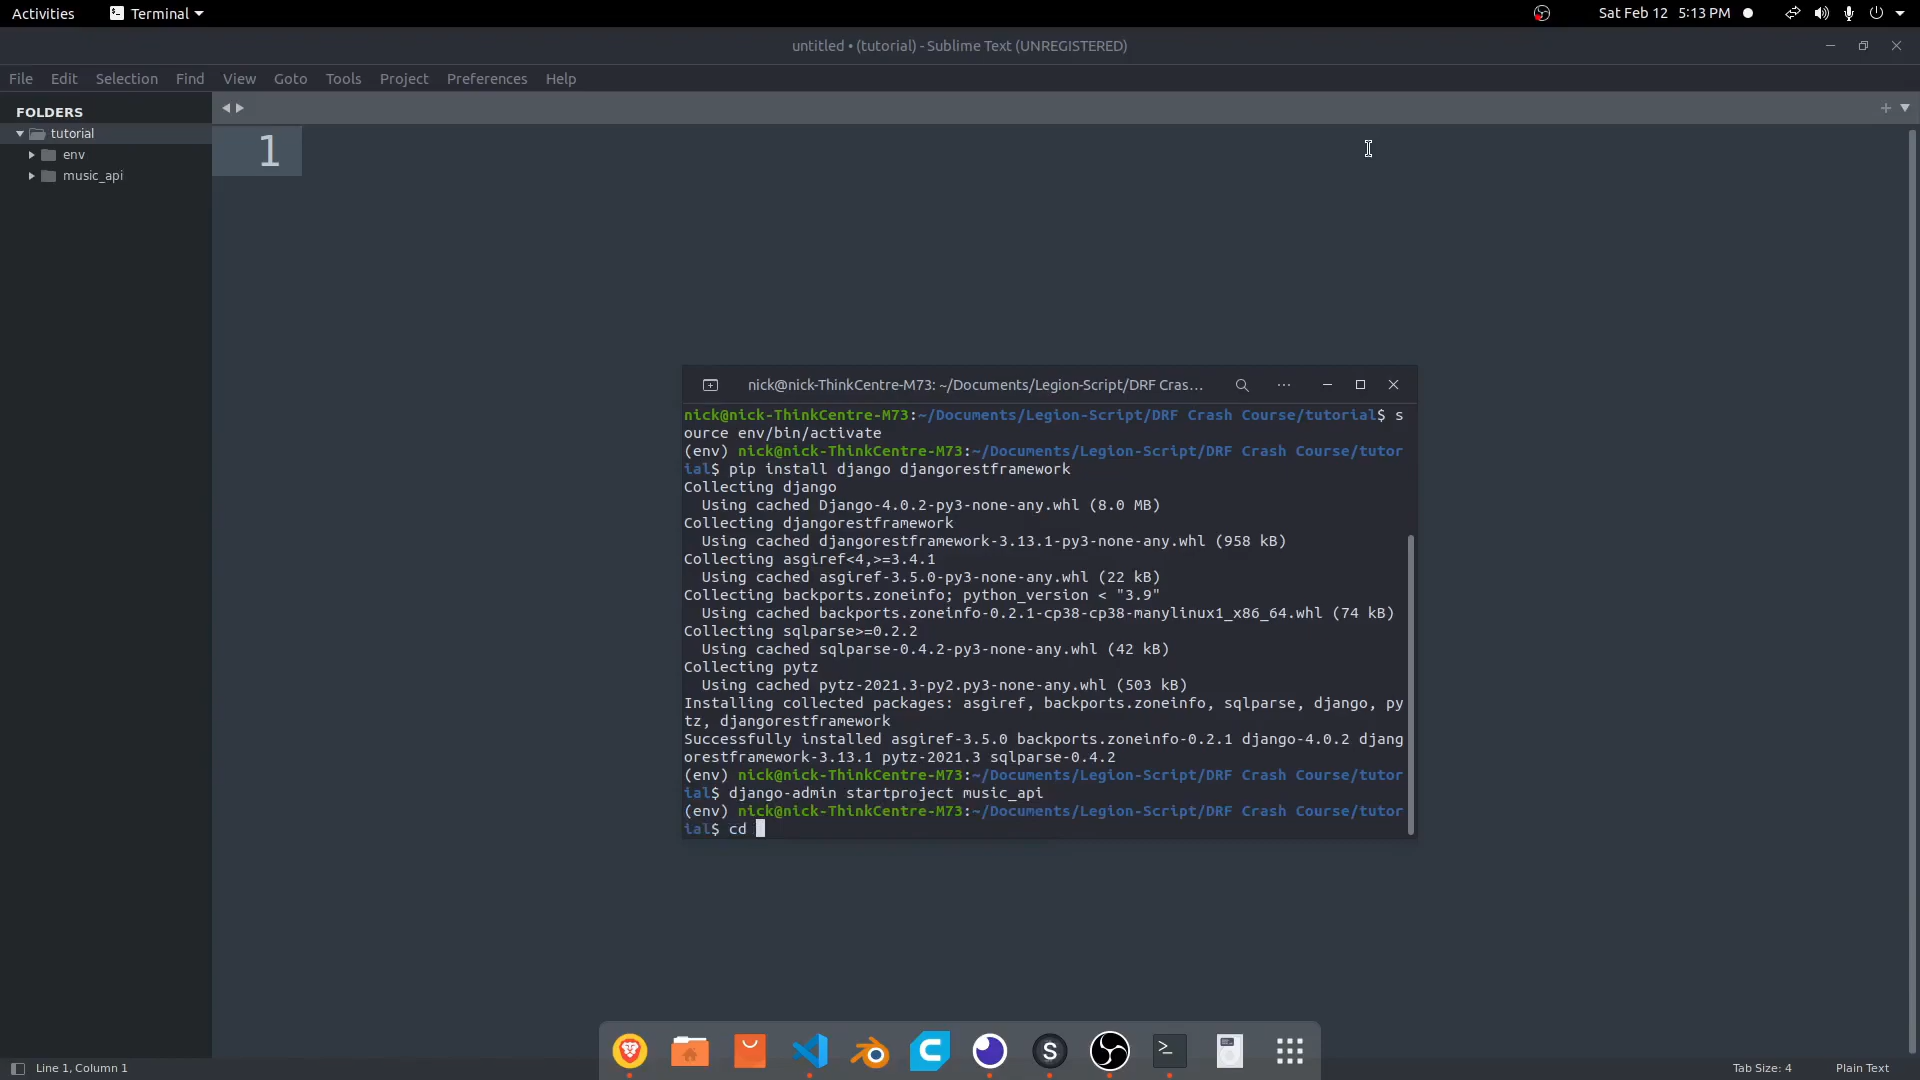 Activities Terminal Sat Feb 12 5:13 PM
untitled • (tutorial) - Sublime Text (UNREGISTERED)
File Edit Selection Find View Goto Tools Project Preferences Help
FOLDERS
tutorial
env
music_api
1
nick@nick-ThinkCentre-M73: ~/Documents/Legion-Script/DRF Cras...
nick@nick-ThinkCentre-M73:~/Documents/Legion-Script/DRF Crash Course/tutorial$ s
ource env/bin/activate
(env) nick@nick-ThinkCentre-M73:~/Documents/Legion-Script/DRF Crash Course/tutor
ial$ pip install django djangorestframework
Collecting django
  Using cached Django-4.0.2-py3-none-any.whl (8.0 MB)
Collecting djangorestframework
  Using cached djangorestframework-3.13.1-py3-none-any.whl (958 kB)
Collecting asgiref<4,>=3.4.1
  Using cached asgiref-3.5.0-py3-none-any.whl (22 kB)
Collecting backports.zoneinfo; python_version < "3.9"
  Using cached backports.zoneinfo-0.2.1-cp38-cp38-manylinux1_x86_64.whl (74 kB)
Collecting sqlparse>=0.2.2
  Using cached sqlparse-0.4.2-py3-none-any.whl (42 kB)
Collecting pytz
  Using cached pytz-2021.3-py2.py3-none-any.whl (503 kB)
Installing collected packages: asgiref, backports.zoneinfo, sqlparse, django, py
tz, djangorestframework
Successfully installed asgiref-3.5.0 backports.zoneinfo-0.2.1 django-4.0.2 djang
orestframework-3.13.1 pytz-2021.3 sqlparse-0.4.2
(env) nick@nick-ThinkCentre-M73:~/Documents/Legion-Script/DRF Crash Course/tutor
ial$ django-admin startproject music_api
(env) nick@nick-ThinkCentre-M73:~/Documents/Legion-Script/DRF Crash Course/tutor
ial$ cd
Line 1, Column 1 Tab Size: 4 Plain Text